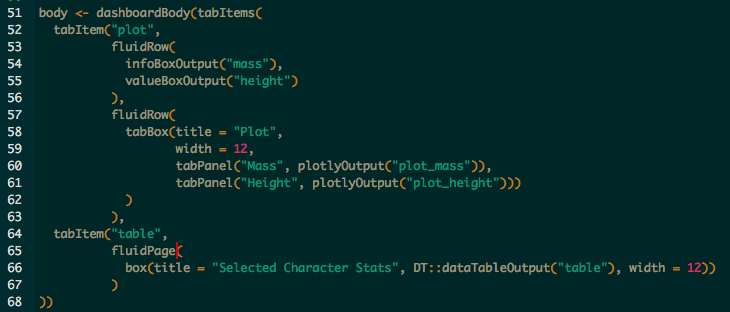 51 body <- dashboardBody(tabItems(
52   tabItem("plot",
53           fluidRow(
54             infoBoxOutput("mass"),
55             valueBoxOutput("height")
56           ),
57           fluidRow(
58             tabBox(title = "Plot",
59                    width = 12,
60                    tabPanel("Mass", plotlyOutput("plot_mass")),
61                    tabPanel("Height", plotlyOutput("plot_height")))
62             )
63           ),
64   tabItem("table",
65           fluidPage(
66             box(title = "Selected Character Stats", DT::dataTableOutput("table"), width = 12))
67           )
68 ))